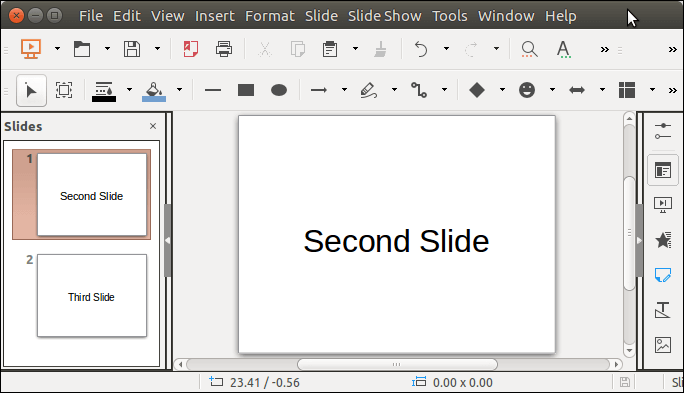 File Edit View Insert Format Slide Slide Show Tools Window Help
Slides
1
Second Slide
2
Third Slide
Second Slide
23.41 / -0.56
0.00 x 0.00
Sli